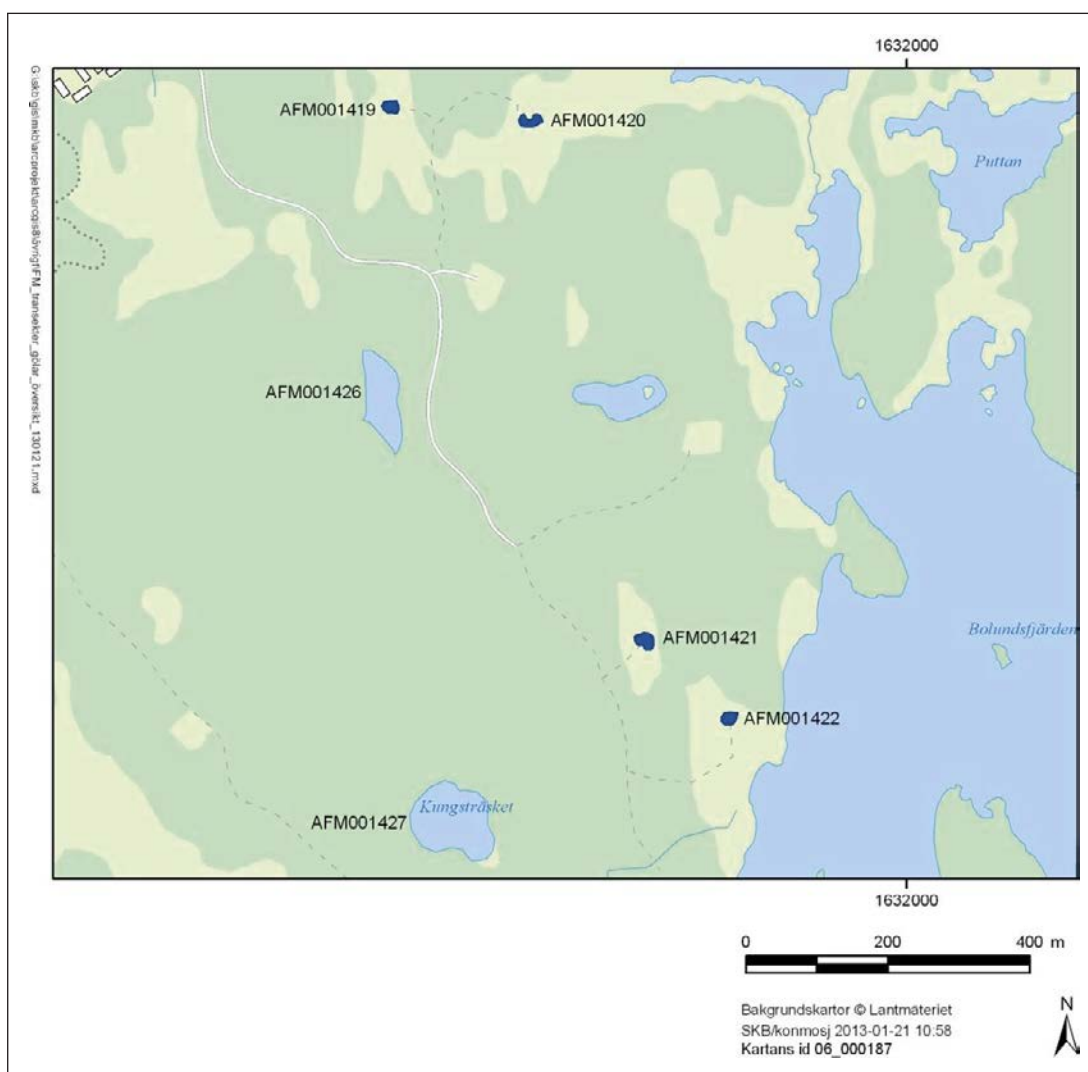 1632000
AFM001419
AFM001420
Puttan
AFM001426
Bolundsfjärden
AFM001421
AFM001422
Kungsträsket
AFM001427
1632000
0 200 400 m
Bakgrundskartor © Lantmäteriet
SKB/konmosj 2013-01-21 10:58
Kartans id 06_000187
N